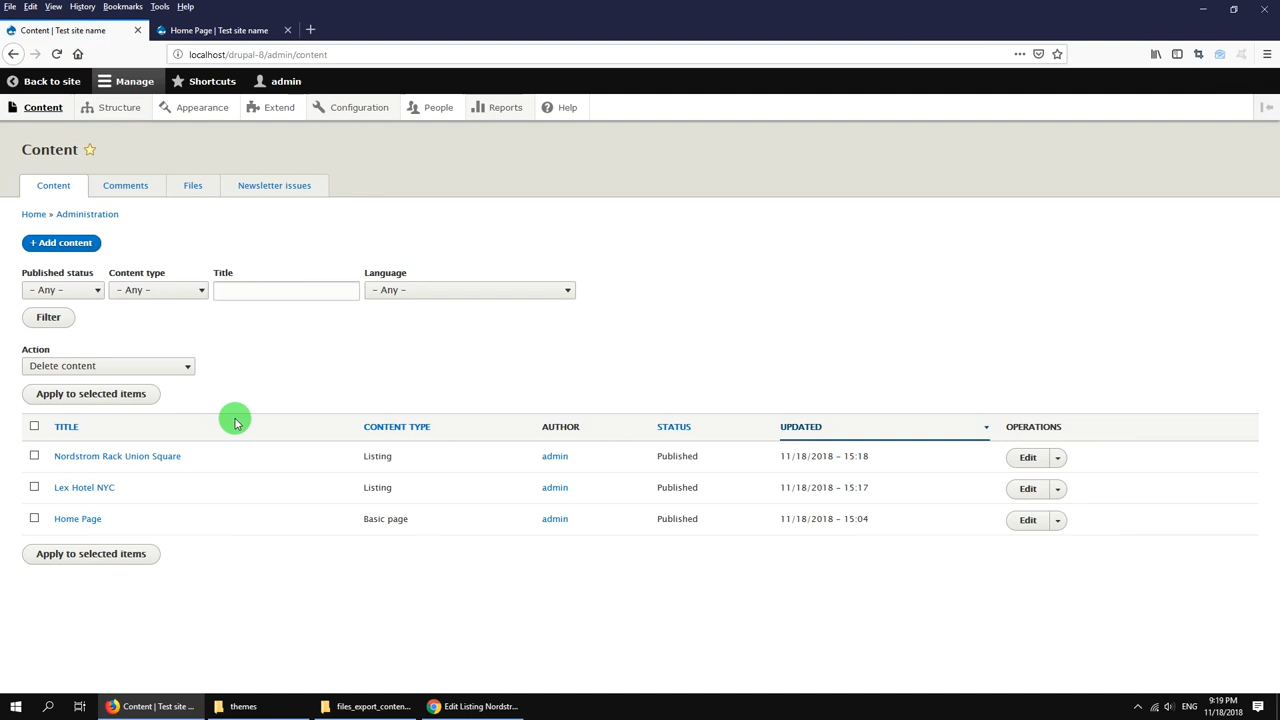 File Edit View History Bookmarks Tools Help
Content | Test site name
Home Page | Test site name
localhost/drupal-8/admin/content
Back to site Manage Shortcuts admin
Content Structure Appearance Extend Configuration People Reports Help
Content
Content Comments Files Newsletter issues
Home » Administration
+ Add content
Published status Content type Title Language
- Any - - Any - - Any -
Filter
Action
Delete content
Apply to selected items
TITLE CONTENT TYPE AUTHOR STATUS UPDATED OPERATIONS
Nordstrom Rack Union Square Listing admin Published 11/18/2018 - 15:18 Edit
Lex Hotel NYC Listing admin Published 11/18/2018 - 15:17 Edit
Home Page Basic page admin Published 11/18/2018 - 15:04 Edit
Apply to selected items
Content | Test site ... themes files_export_conten... Edit Listing Nordstr... ENG 9:19 PM
11/18/2018